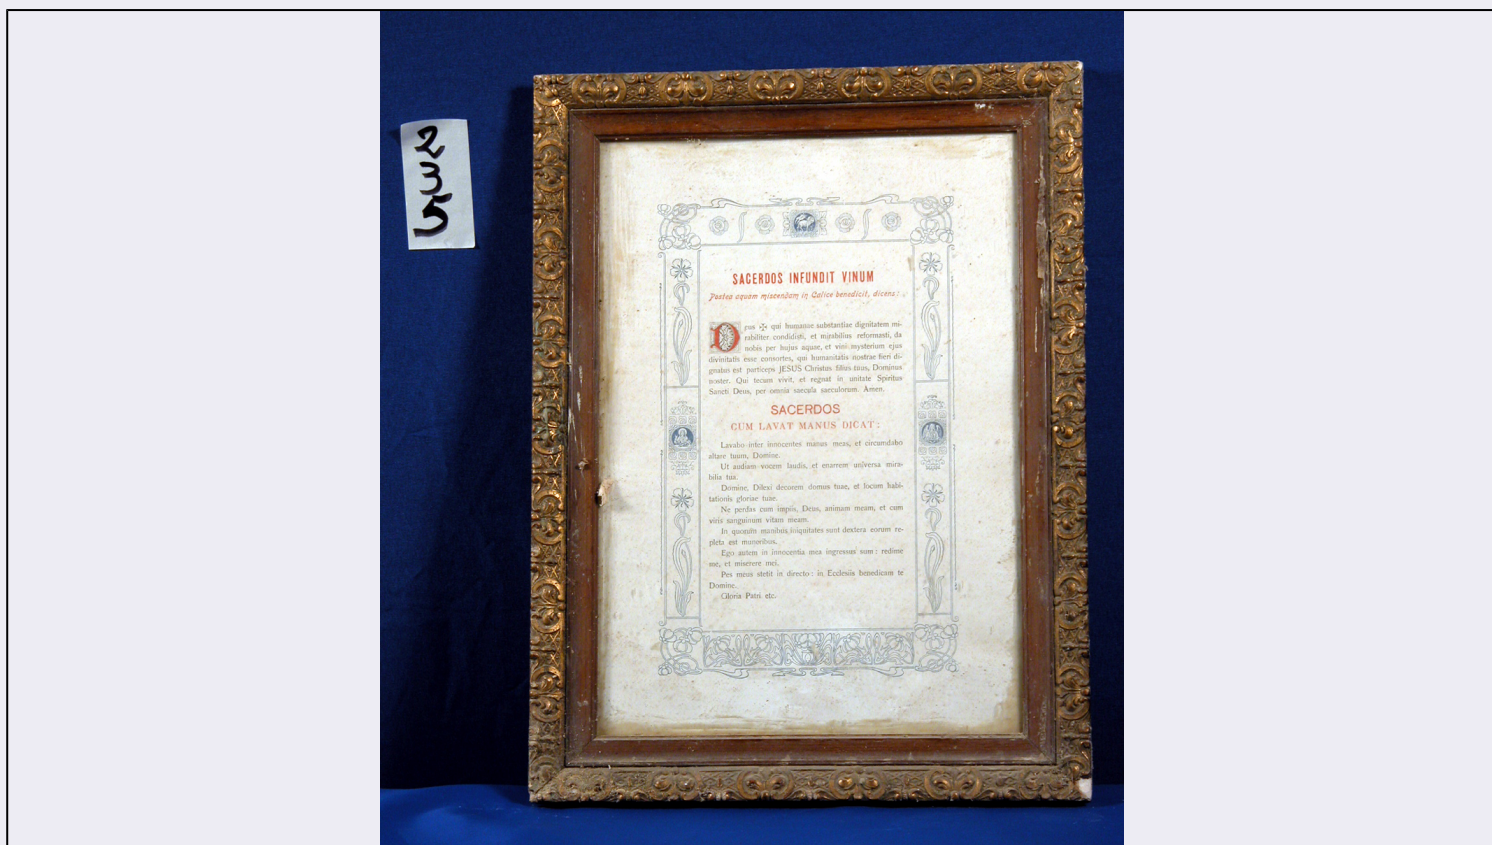 235
SACERDOS INFUNDIT VINUM
Postea aquam miscendam in Calice benedicit, dicens:
Deus ✠ qui humanae substantiae dignitatem mi-
rabiliter condidisti, et mirabilius reformasti, da
nobis per hujus aquae, et vini mysterium ejus
divinitatis esse consortes, qui humanitatis nostrae fieri di-
gnatus est particeps JESUS Christus filius tuus, Dominus
noster. Qui tecum vivit, et regnat in unitate Spiritus
Sancti Deus, per omnia saecula saeculorum. Amen.
SACERDOS
CUM LAVAT MANUS DICAT:
Lavabo inter innocentes manus meas, et circumdabo
altare tuum, Domine.
Ut audiam vocem laudis, et enarrem universa mira-
bilia tua.
Domine, Dilexi decorem domus tuae, et locum habi-
tationis gloriae tuae.
Ne perdas cum impiis, Deus, animam meam, et cum
viris sanguinum vitam meam.
In quorum manibus iniquitates sunt dextera eorum re-
pleta est muneribus.
Ego autem in innocentia mea ingressus sum: redime
me, et miserere mei.
Pes meus stetit in directo: in Ecclesiis benedicam te
Domine.
Gloria Patri etc.